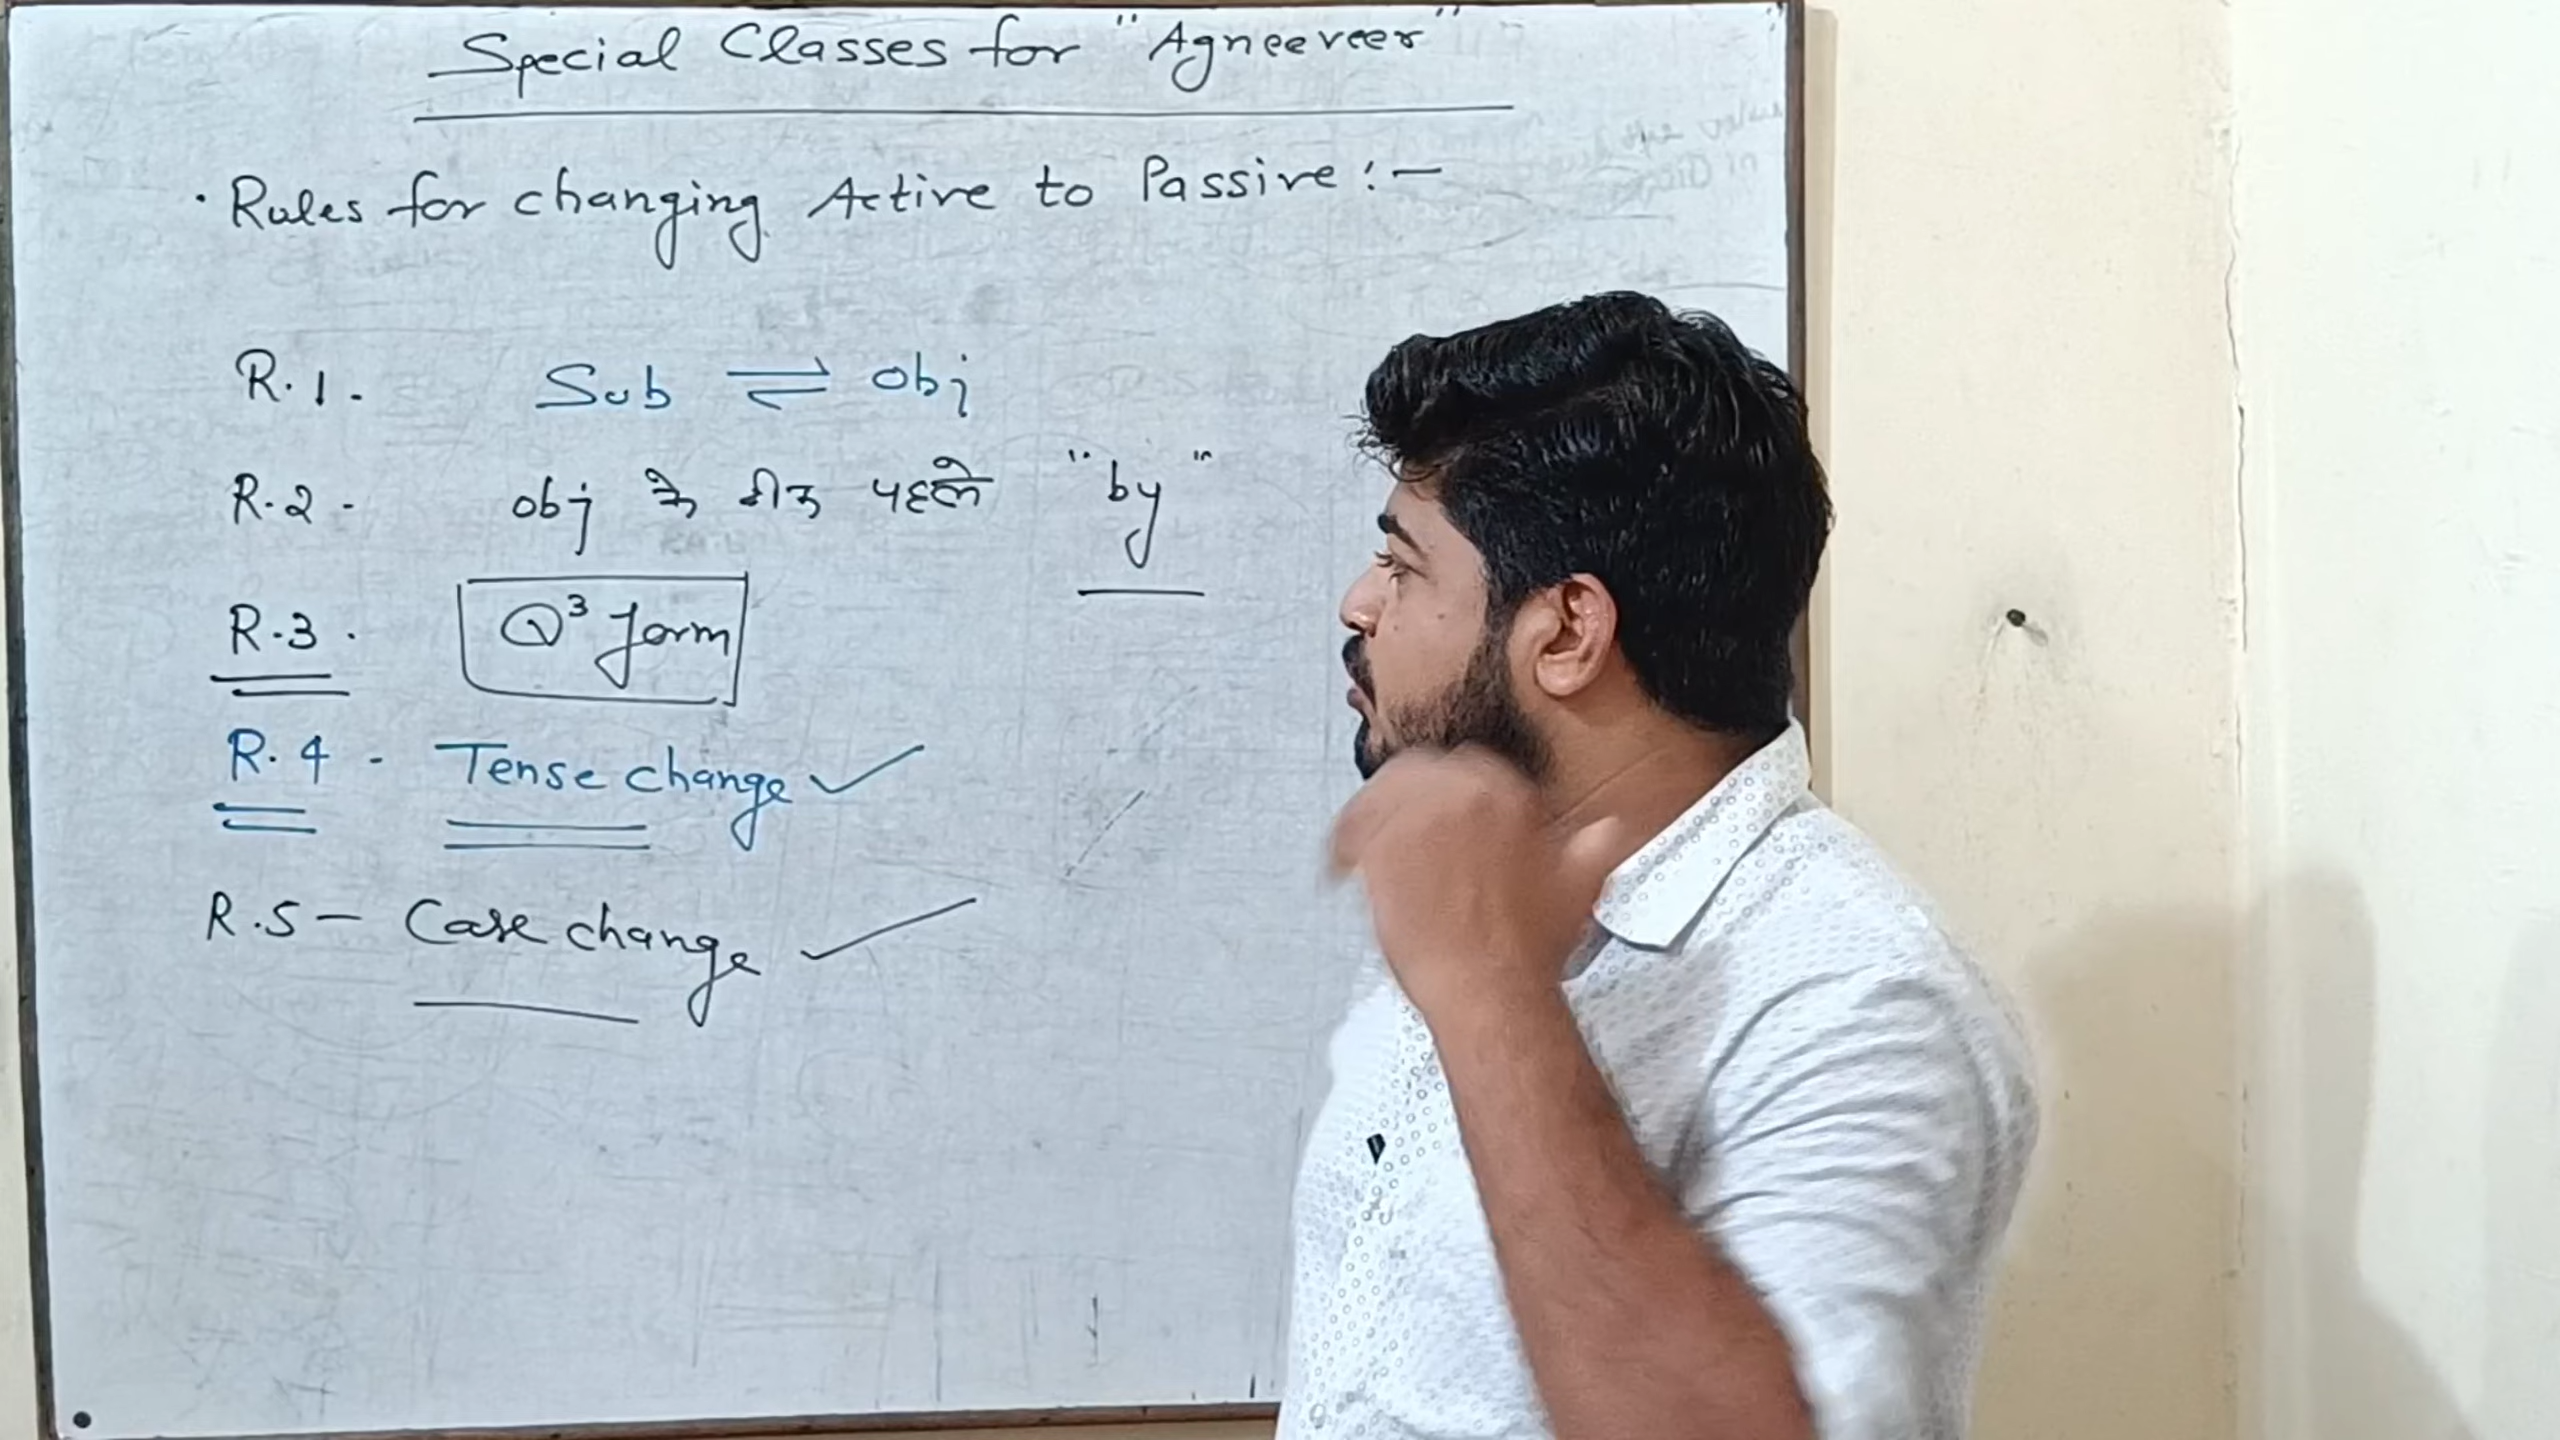 Special Classes for "Agneeveer"
· Rules for changing Active to Passive :-
R.1. Sub ⇌ obj
R.2 - obj के ठीक पहले "by"
R.3. Q³ form
R.4 - Tense change ✓
R.5 - Case change ✓